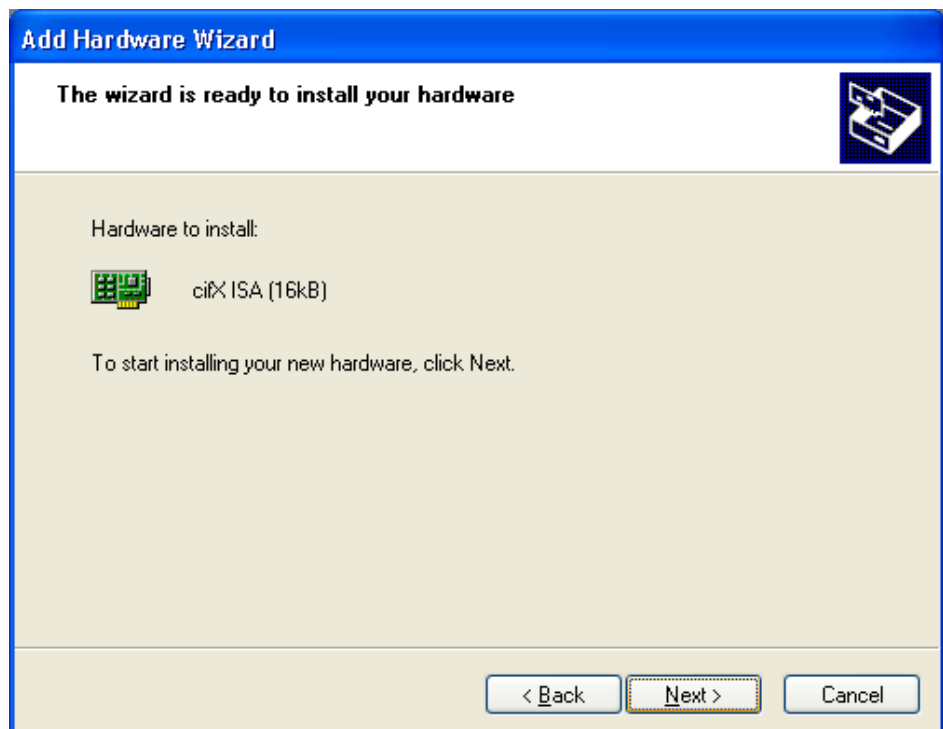 Add Hardware Wizard
The wizard is ready to install your hardware
Hardware to install:
cifX ISA (16kB)
To start installing your new hardware, click Next.
< Back Next > Cancel